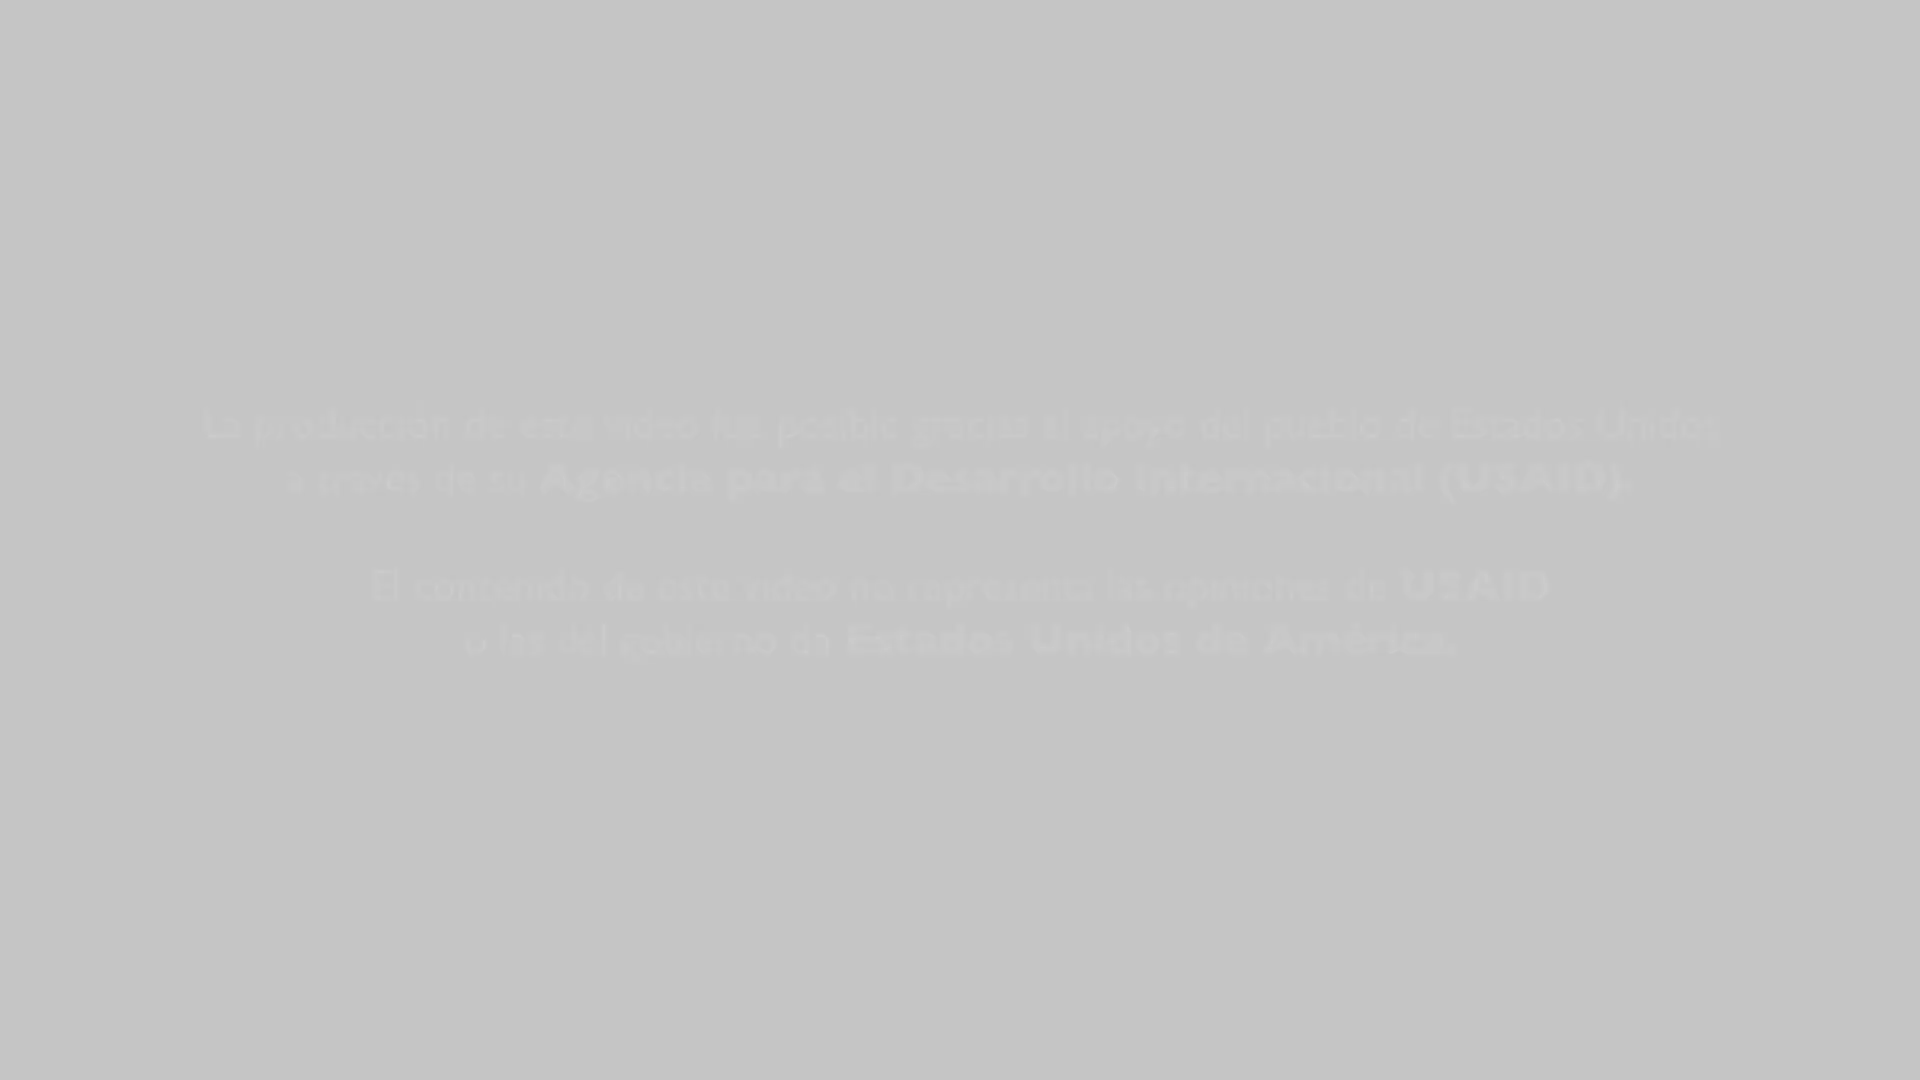 La producción de este video fue posible gracias al apoyo del pueblo de Estados Unidos
a través de su Agencia para el Desarrollo Internacional (USAID).
El contenido de este video no representa las opiniones de USAID
o las del gobierno de Estados Unidos de América.